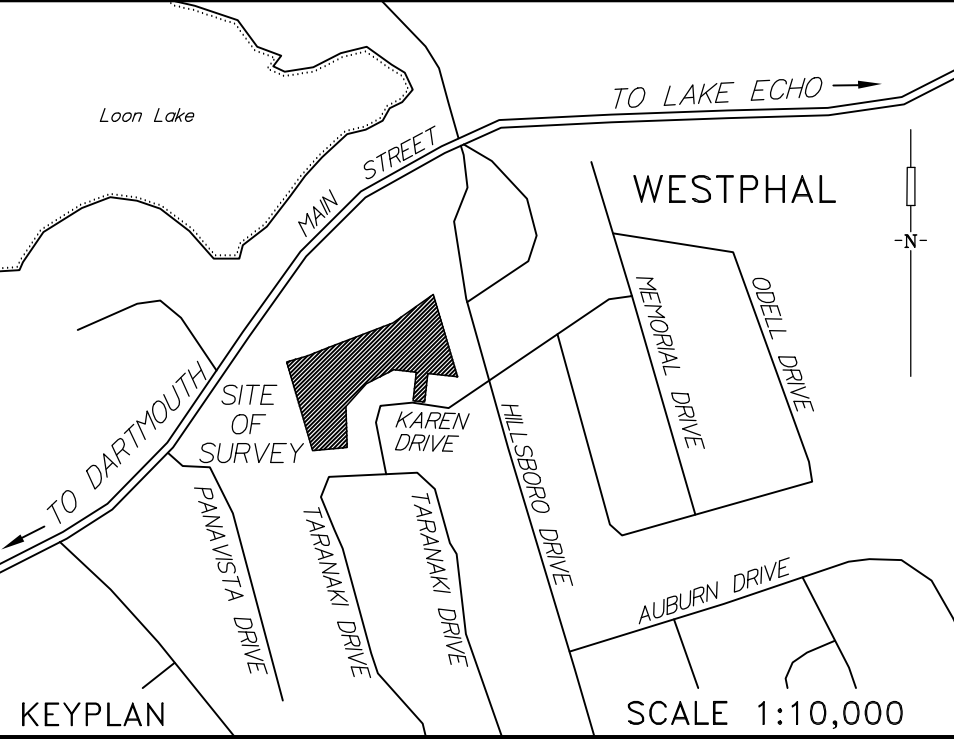 TO LAKE ECHO
Loon Lake
MAIN STREET
WESTPHAL
-N-
MEMORIAL DRIVE
ODELL DRIVE
SITE
OF
SURVEY
KAREN
DRIVE
TO DARTMOUTH
HILLSBORO DRIVE
PANAVISTA DRIVE
TARANAKI DRIVE
TARANAKI DRIVE
AUBURN DRIVE
KEYPLAN
SCALE 1:10,000